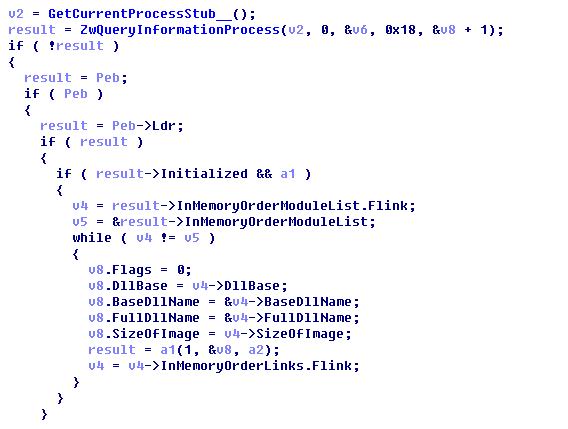 v2 = GetCurrentProcessStub__();
result = ZwQueryInformationProcess(v2, 0, &v6, 0x18, &v8 + 1);
if ( !result )
{
  result = Peb;
  if ( Peb )
  {
    result = Peb->Ldr;
    if ( result )
    {
      if ( result->Initialized && a1 )
      {
        v4 = result->InMemoryOrderModuleList.Flink;
        v5 = &result->InMemoryOrderModuleList;
        while ( v4 != v5 )
        {
          v8.Flags = 0;
          v8.DllBase = v4->DllBase;
          v8.BaseDllName = &v4->BaseDllName;
          v8.FullDllName = &v4->FullDllName;
          v8.SizeOfImage = v4->SizeOfImage;
          result = a1(1, &v8, a2);
          v4 = v4->InMemoryOrderLinks.Flink;
        }
      }
    }